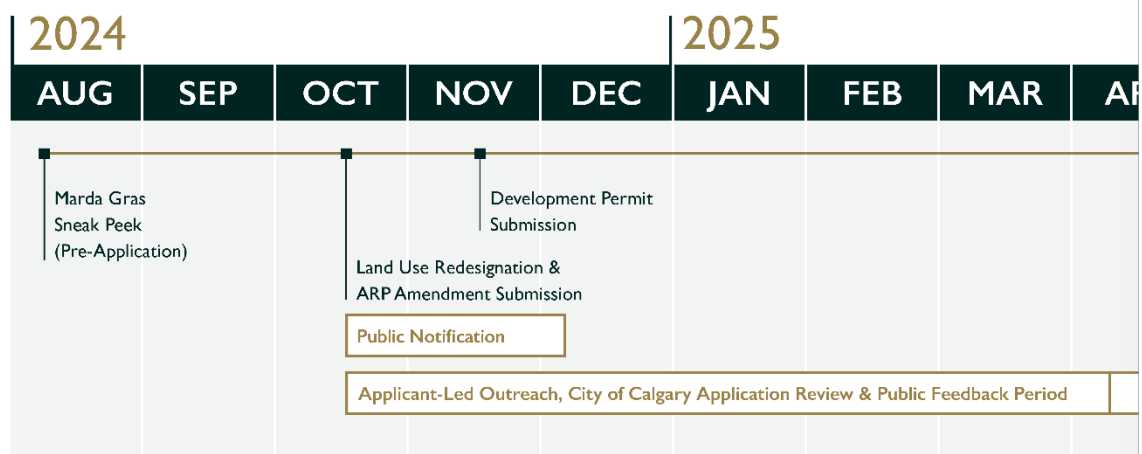 2024
2025
AUG SEP OCT NOV DEC JAN FEB MAR
Marda Gras
Sneak Peek
(Pre-Application)
Development Permit
Submission
Land Use Redesignation &
ARP Amendment Submission
Public Notification
Applicant-Led Outreach, City of Calgary Application Review & Public Feedback Period